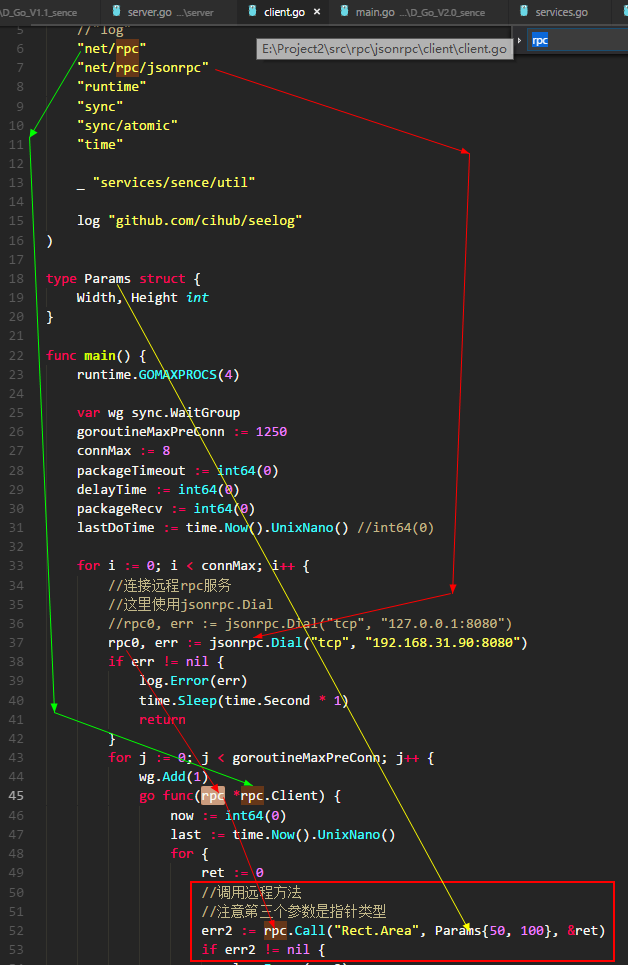 \D_Go_V1.1_sence server.go ...\server client.go × main.go ...\D_Go_V2.0_sence services.go
rpc
5 //"log"
6 "net/rpc"
E:\Project2\src\rpc\jsonrpc\client\client.go
7 "net/rpc/jsonrpc"
8 "runtime"
9 "sync"
10 "sync/atomic"
11 "time"
12
13 _ "services/sence/util"
14
15 log "github.com/cihub/seelog"
16 )
17
18 type Params struct {
19 Width, Height int
20 }
21
22 func main() {
23 runtime.GOMAXPROCS(4)
24
25 var wg sync.WaitGroup
26 goroutineMaxPreConn := 1250
27 connMax := 8
28 packageTimeout := int64(0)
29 delayTime := int64(0)
30 packageRecv := int64(0)
31 lastDoTime := time.Now().UnixNano() //int64(0)
32
33 for i := 0; i < connMax; i++ {
34 //连接远程rpc服务
35 //这里使用jsonrpc.Dial
36 //rpc0, err := jsonrpc.Dial("tcp", "127.0.0.1:8080")
37 rpc0, err := jsonrpc.Dial("tcp", "192.168.31.90:8080")
38 if err != nil {
39 log.Error(err)
40 time.Sleep(time.Second * 1)
41 return
42 }
43 for j := 0; j < goroutineMaxPreConn; j++ {
44 wg.Add(1)
45 go func(rpc *rpc.Client) {
46 now := int64(0)
47 last := time.Now().UnixNano()
48 for {
49 ret := 0
50 //调用远程方法
51 //注意第三个参数是指针类型
52 err2 := rpc.Call("Rect.Area", Params{50, 100}, &ret)
53 if err2 != nil {